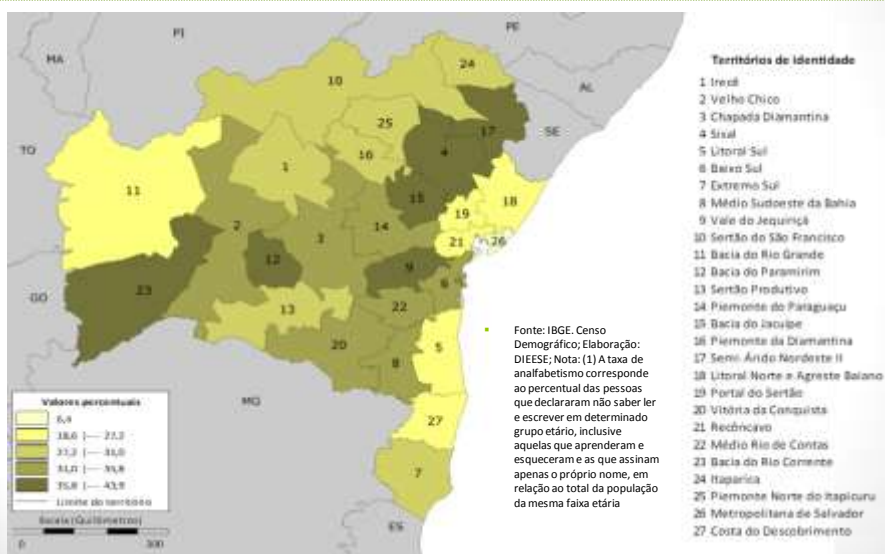 PI
PE
MA
24
10
AL
25
17
SE
TO
4
16
1
11
15
18
19
2
14
3
21
26
12
9
6
GO
23
13
22
5
20
8
MG
27
7
ES
Valores percentuais
6,4
18,6 |--- 27,2
27,2 |--- 31,0
31,0 |--- 35,8
35,8 |--- 43,9
Limite do território
Escala (Quilômetros)
0 100
• Fonte: IBGE. Censo
Demográfico; Elaboração:
DIEESE; Nota: (1) A taxa de
analfabetismo corresponde
ao percentual das pessoas
que declararam não saber ler
e escrever em determinado
grupo etário, inclusive
aquelas que aprenderam e
esqueceram e as que assinam
apenas o próprio nome, em
relação ao total da população
da mesma faixa etária
Territórios de Identidade
1 Irecê
2 Velho Chico
3 Chapada Diamantina
4 Sisal
5 Litoral Sul
6 Baixo Sul
7 Extremo Sul
8 Médio Sudoeste da Bahia
9 Vale do Jequiriçá
10 Sertão do São Francisco
11 Bacia do Rio Grande
12 Bacia do Paramirim
13 Sertão Produtivo
14 Piemonte do Paraguaçu
15 Bacia do Jacuípe
16 Piemonte da Diamantina
17 Semi-Árido Nordeste II
18 Litoral Norte e Agreste Baiano
19 Portal do Sertão
20 Vitória da Conquista
21 Recôncavo
22 Médio Rio de Contas
23 Bacia do Rio Corrente
24 Itaparica
25 Piemonte Norte do Itapicuru
26 Metropolitana de Salvador
27 Costa do Descobrimento